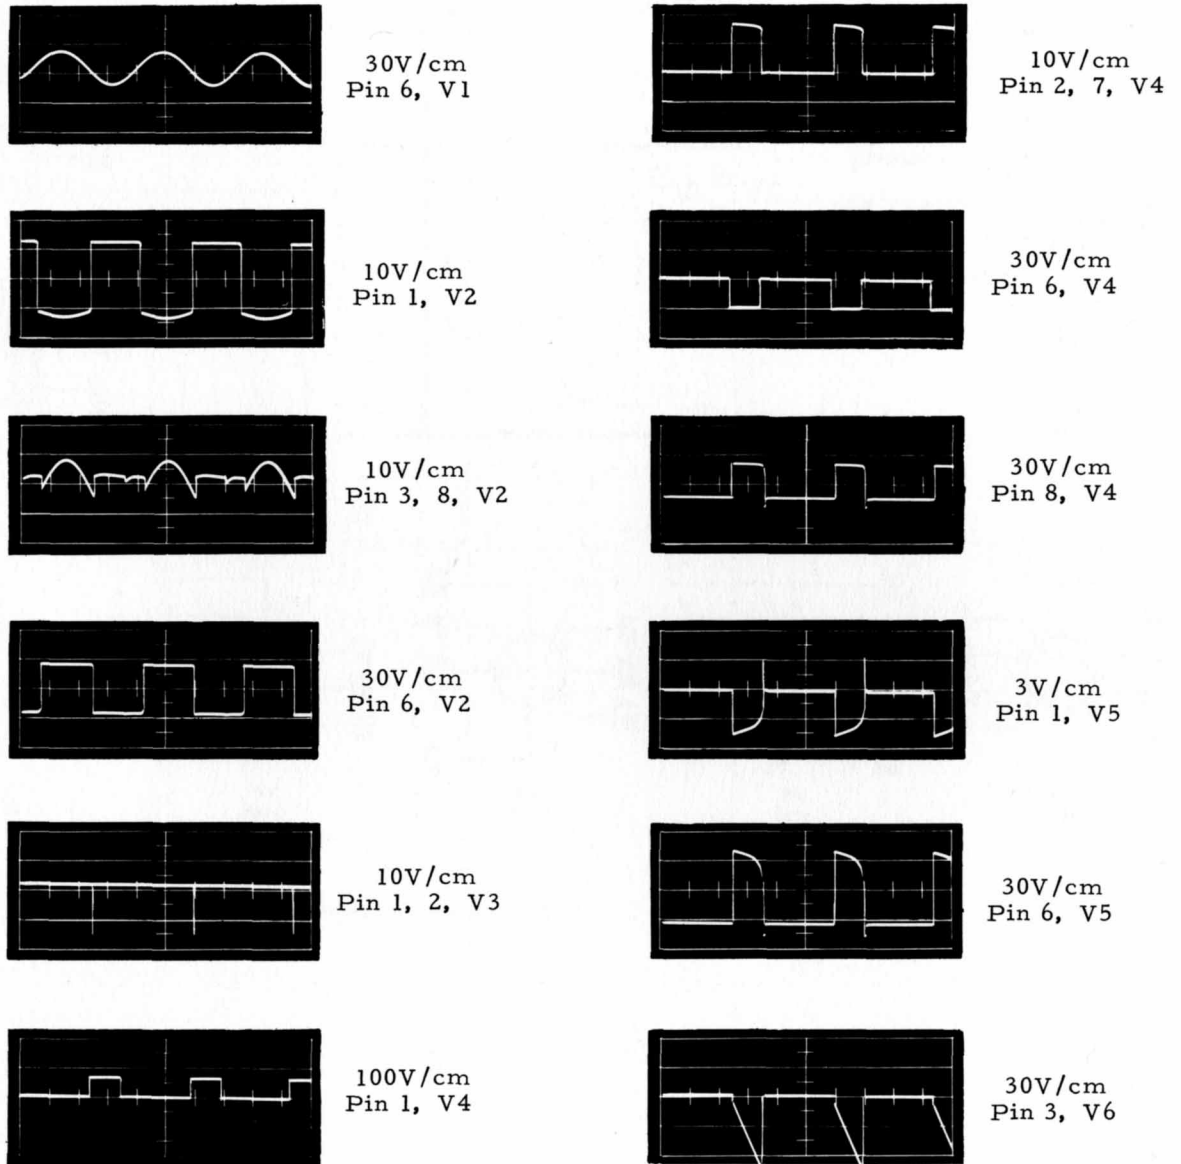 30V/cm
Pin 6, V1
10V/cm
Pin 1, V2
10V/cm
Pin 3, 8, V2
30V/cm
Pin 6, V2
10V/cm
Pin 1, 2, V3
100V/cm
Pin 1, V4
10V/cm
Pin 2, 7, V4
30V/cm
Pin 6, V4
30V/cm
Pin 8, V4
3V/cm
Pin 1, V5
30V/cm
Pin 6, V5
30V/cm
Pin 3, V6